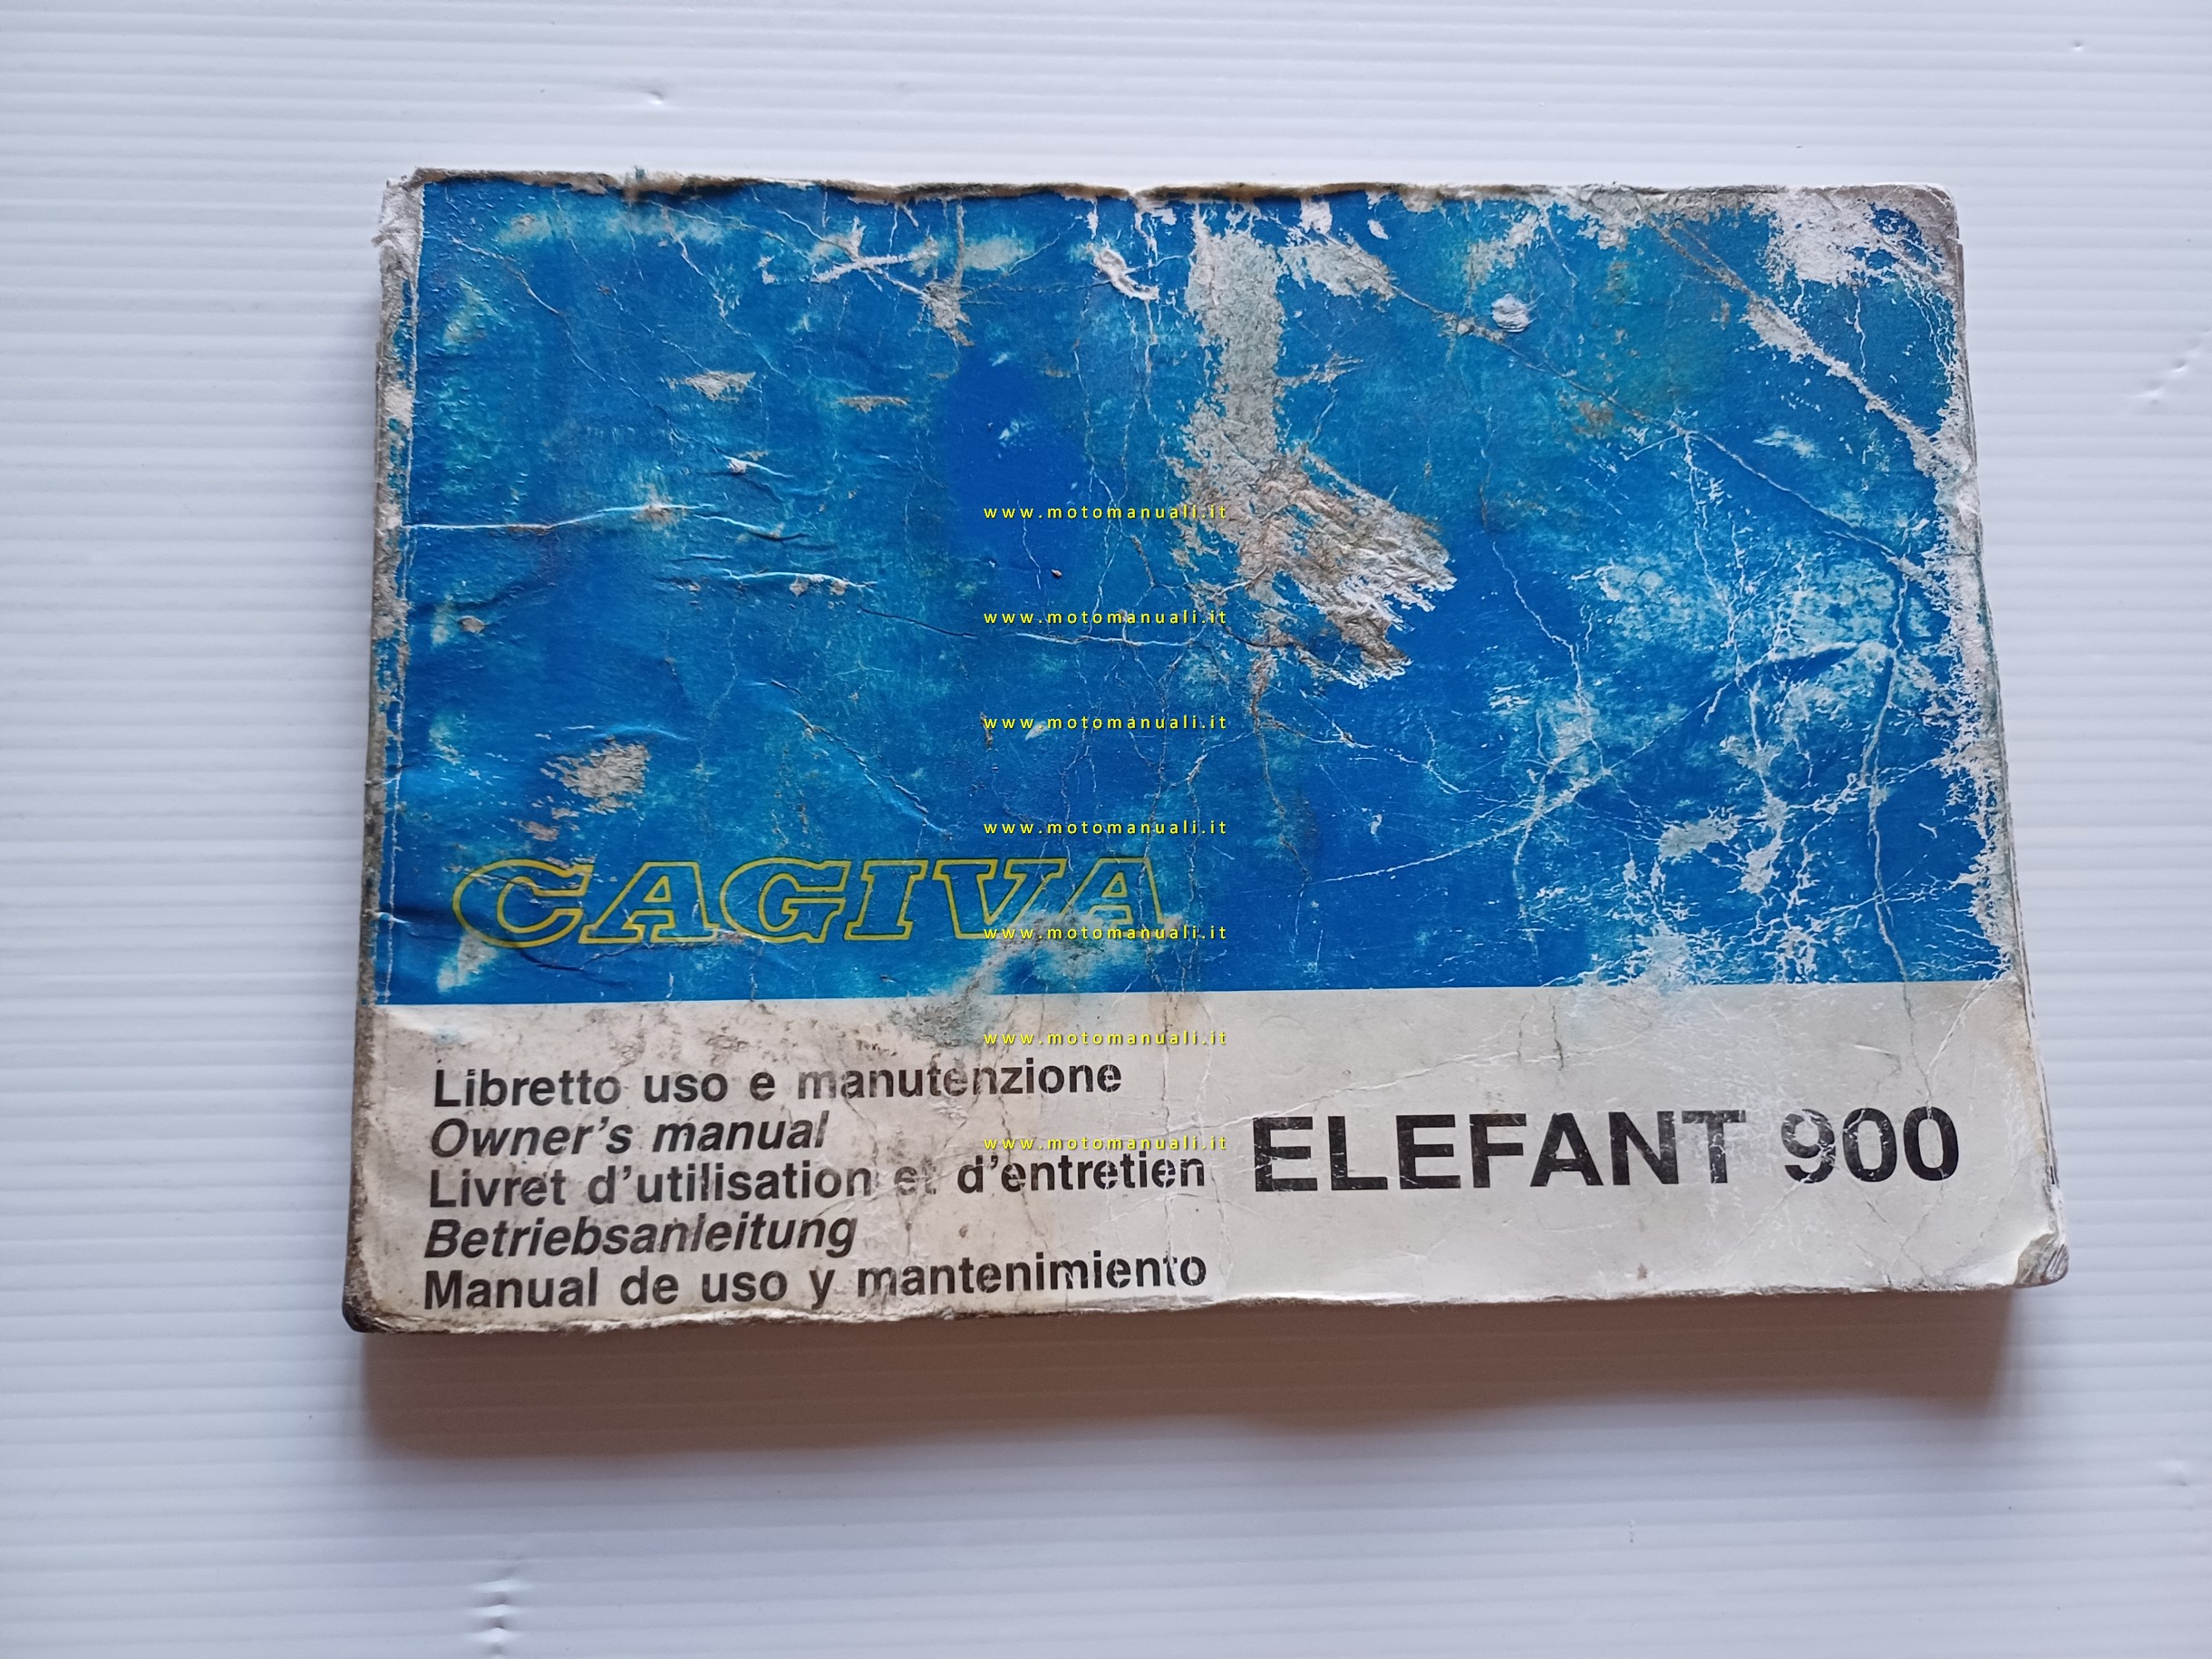 www.motomanuali.it
www.motomanuali.it
www.motomanuali.it
www.motomanuali.it
CAGIVA
www.motomanuali.it
www.motomanuali.it
Libretto uso e manutenzione
Owner's manual
www.motomanuali.it
Livret d'utilisation et d'entretien
Betriebsanleitung
Manual de uso y mantenimiento
ELEFANT 900